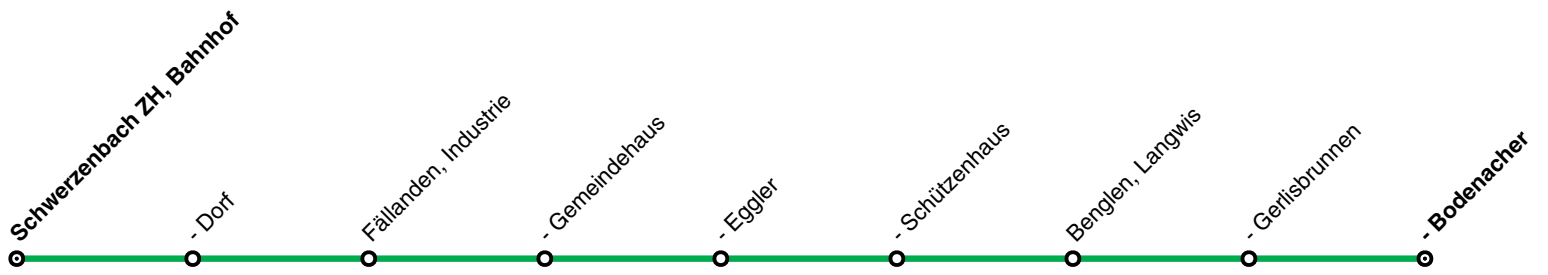 Schwerzenbach ZH, Bahnhof
- Dorf
Fällanden, Industrie
- Gemeindehaus
- Eggler
- Schützenhaus
Benglen, Langwis
- Gerlisbrunnen
- Bodenacher